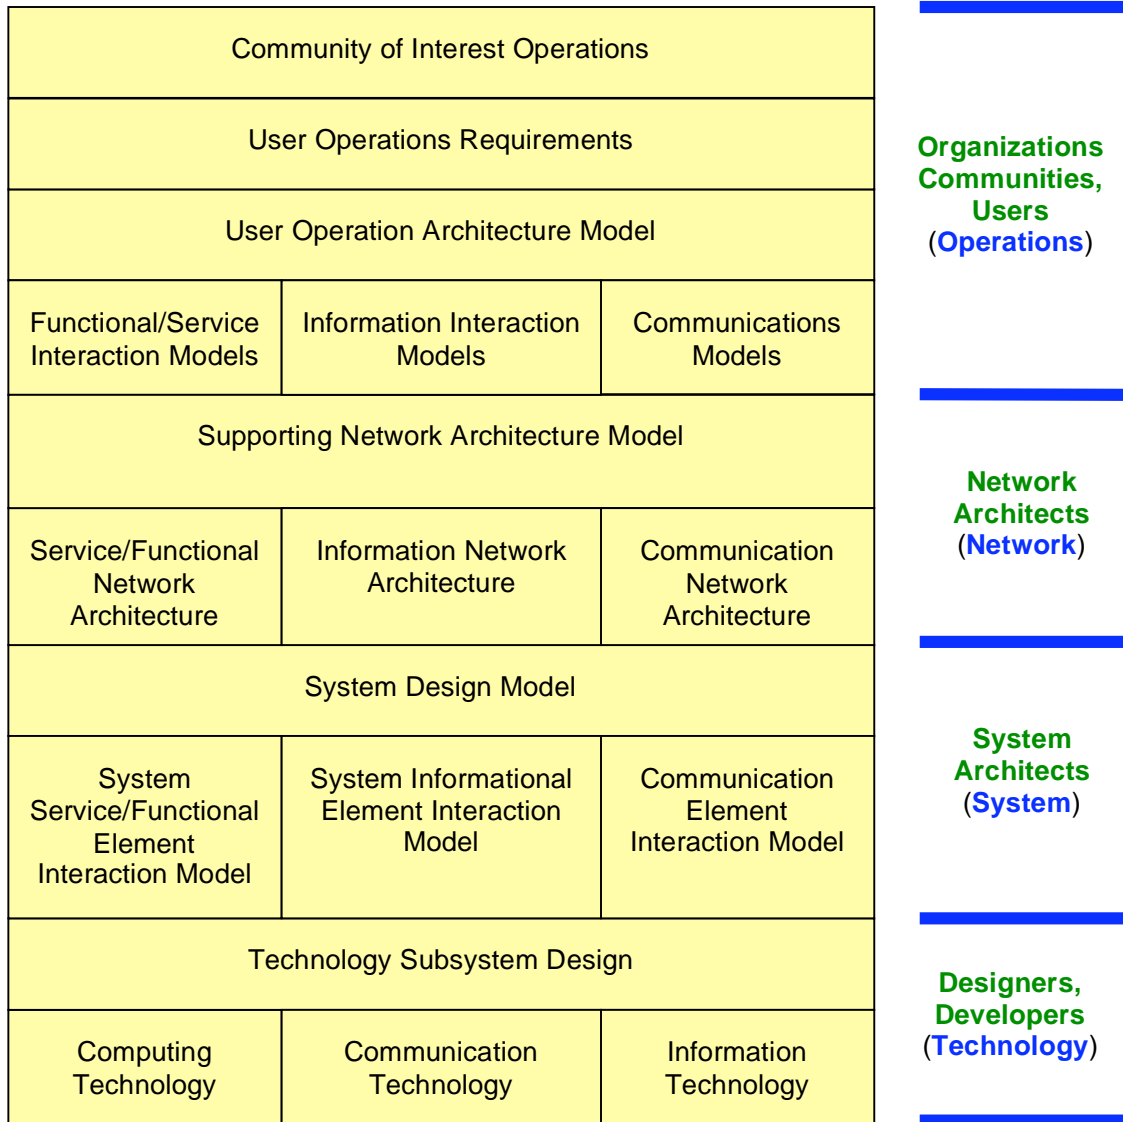 Community of Interest Operations
User Operations Requirements
User Operation Architecture Model
Functional/Service
Interaction Models
Information Interaction
Models
Communications
Models
Organizations
Communities,
Users
(Operations)
Supporting Network Architecture Model
Service/Functional
Network
Architecture
Information Network
Architecture
Communication
Network
Architecture
Network
Architects
(Network)
System Design Model
System
Service/Functional
Element
Interaction Model
System Informational
Element Interaction
Model
Communication
Element
Interaction Model
System
Architects
(System)
Technology Subsystem Design
Computing
Technology
Communication
Technology
Information
Technology
Designers,
Developers
(Technology)